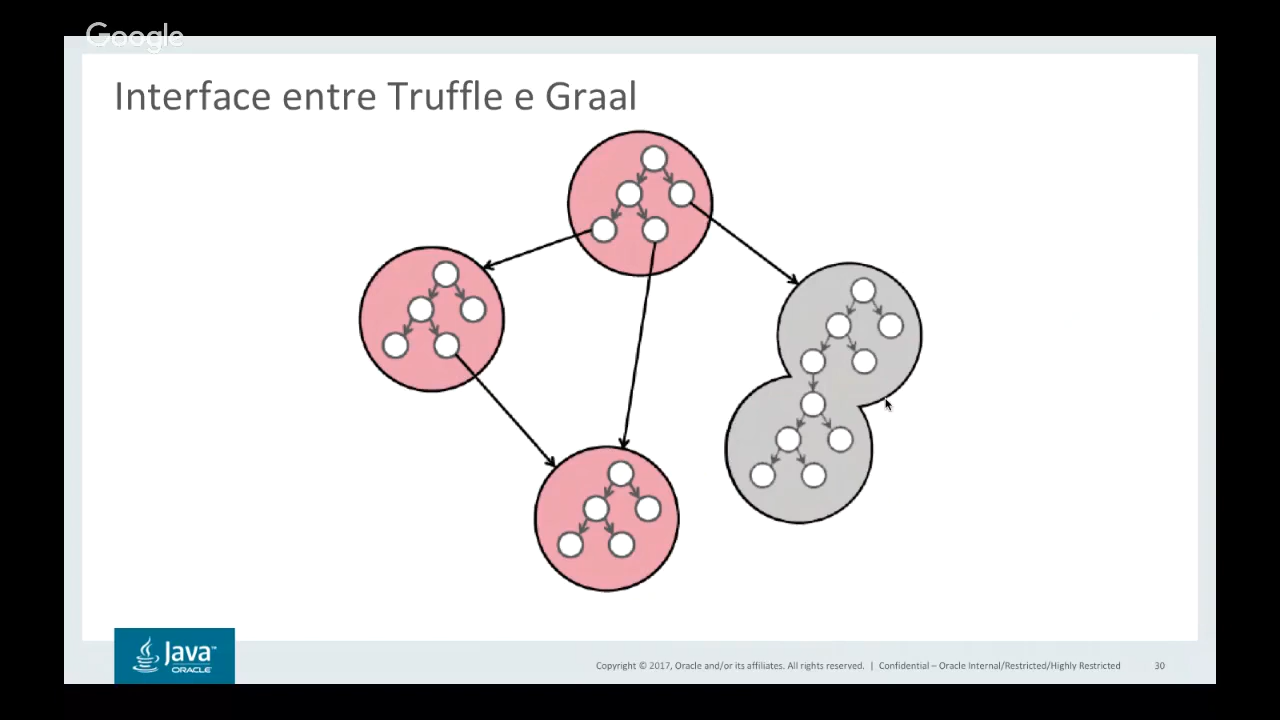 Google
Interface entre Truffle e Graal
Java™
ORACLE
Copyright © 2017, Oracle and/or its affiliates. All rights reserved. | Confidential – Oracle Internal/Restricted/Highly Restricted 30